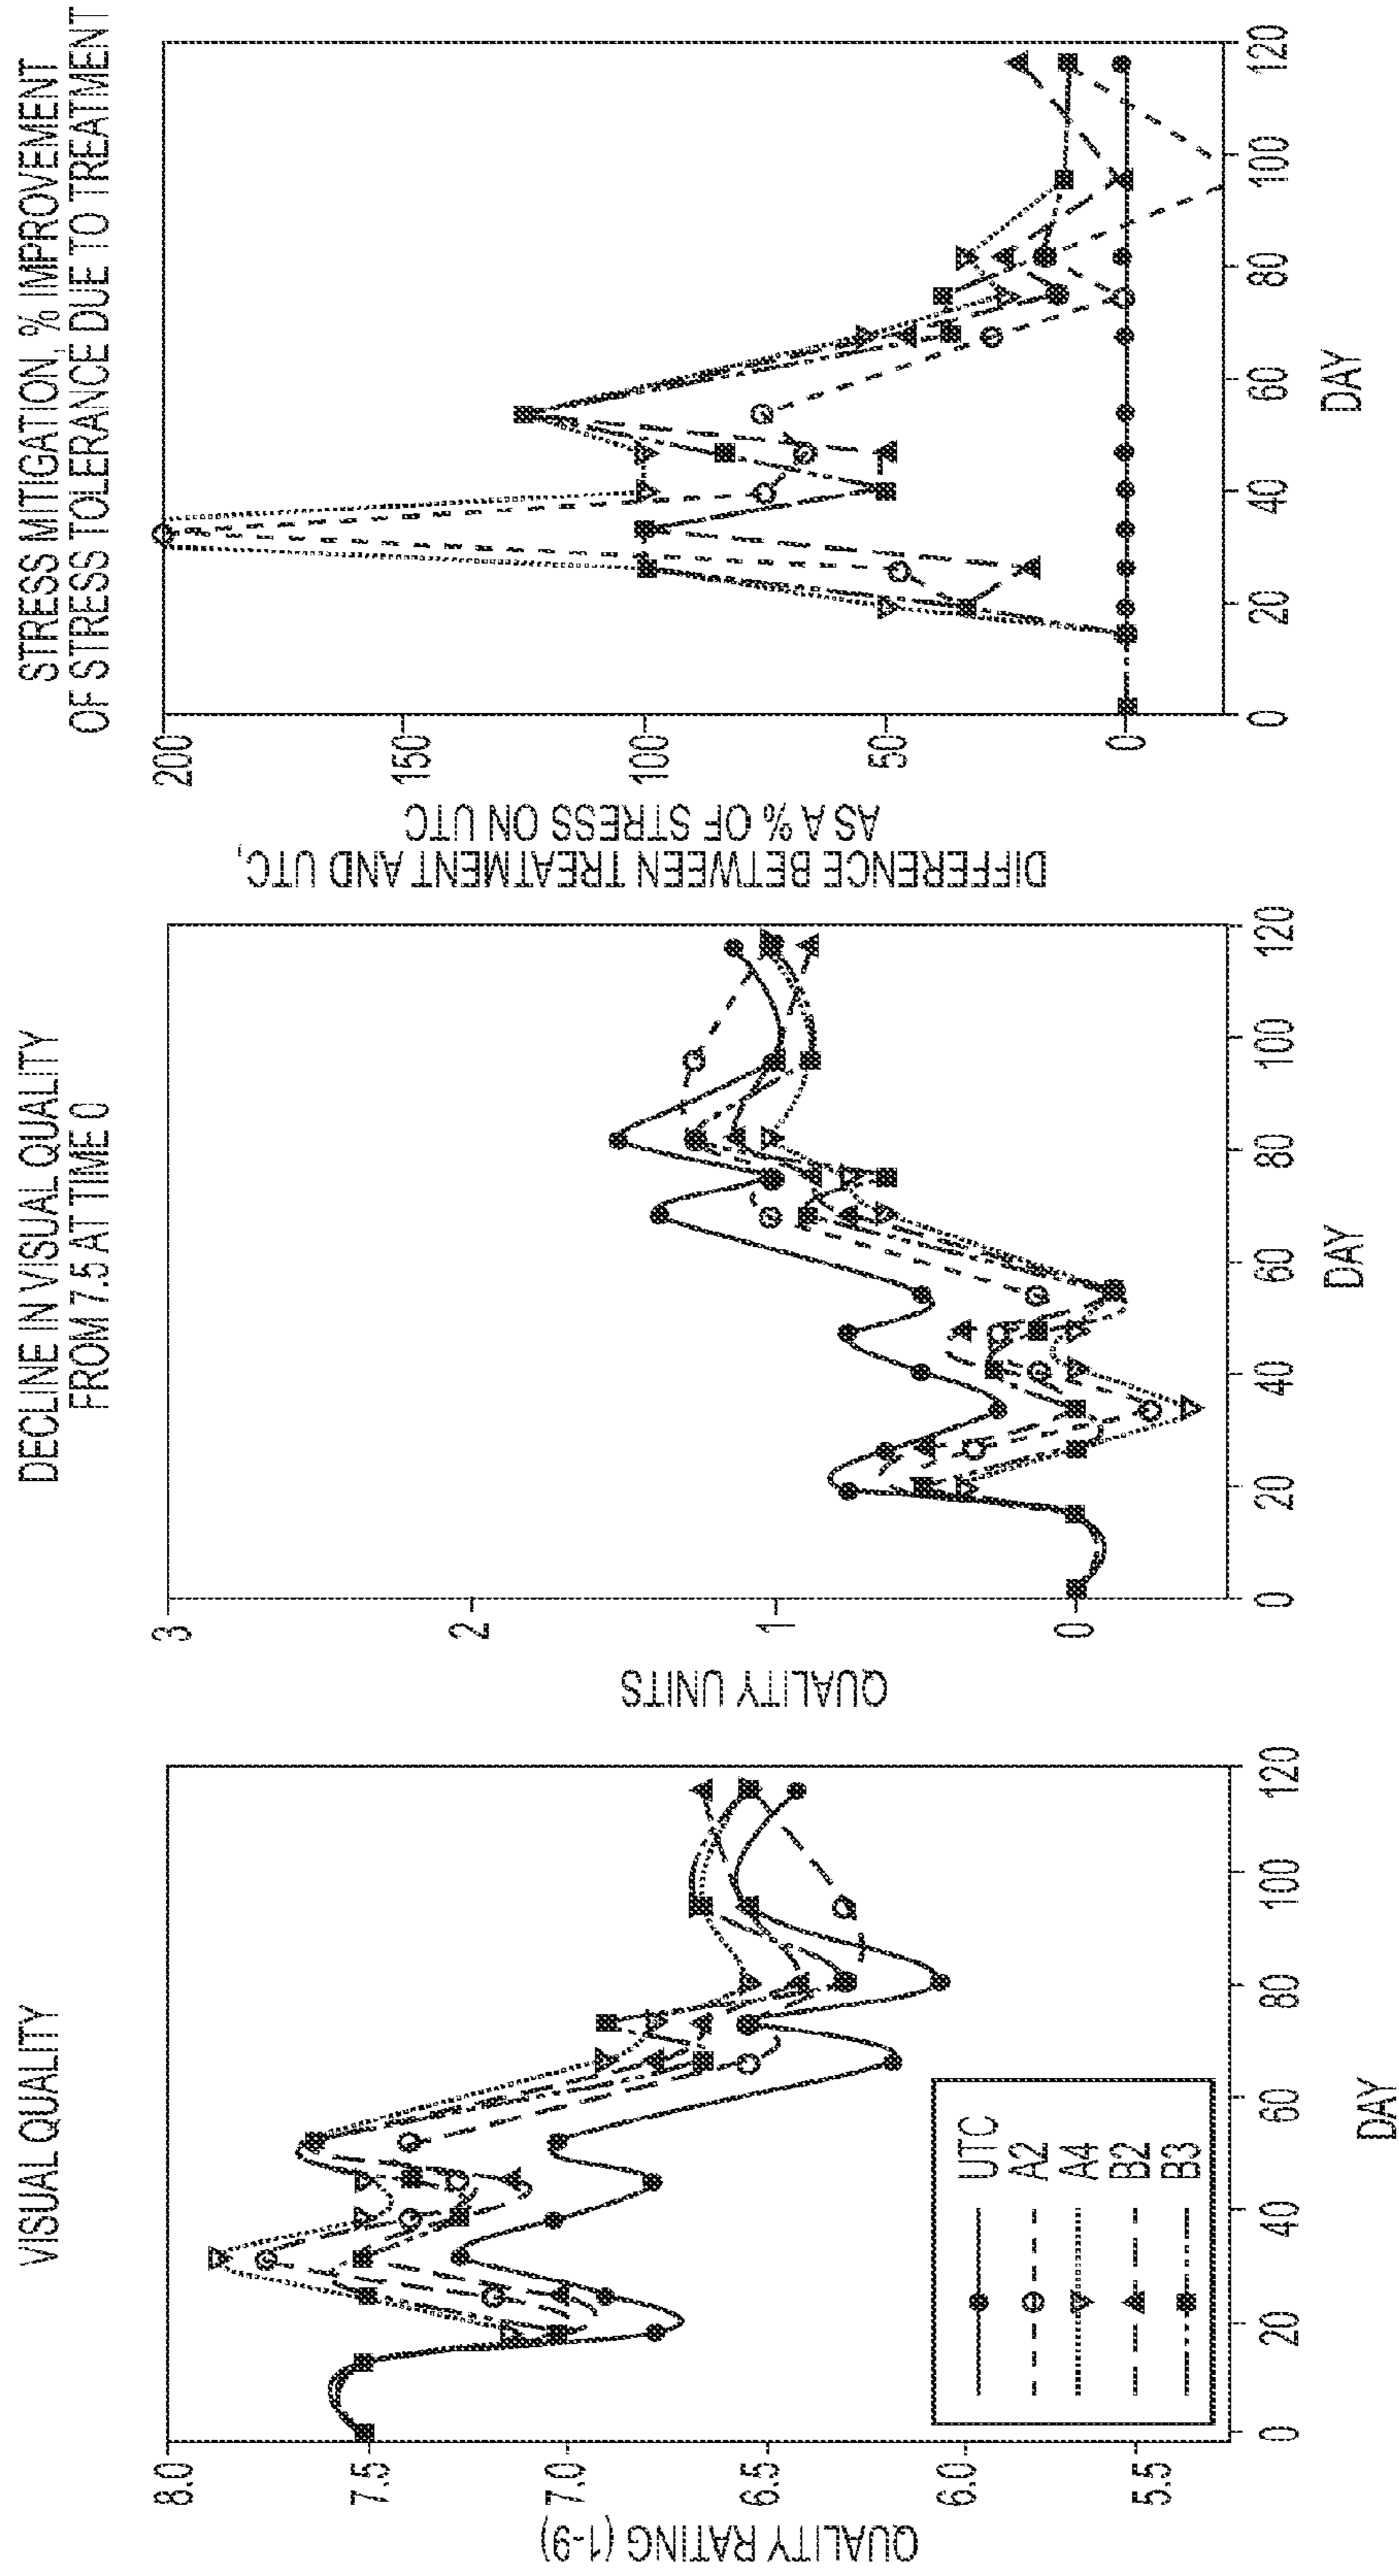 VISUAL QUALITY
QUALITY RATING (1-9)
8.0
7.5
7.0
6.5
6.0
5.5
0
20
40
60
80
100
120
DAY
UTC
A2
A4
B2
B3
DECLINE IN VISUAL QUALITY
FROM 7.5 AT TIME 0
QUALITY UNITS
3
2
1
0
0
20
40
60
80
100
120
DAY
STRESS MITIGATION, % IMPROVEMENT
OF STRESS TOLERANCE DUE TO TREATMENT
DIFFERENCE BETWEEN TREATMENT AND UTC,
AS A % OF STRESS ON UTC
200
150
100
50
0
0
20
40
60
80
100
120
DAY